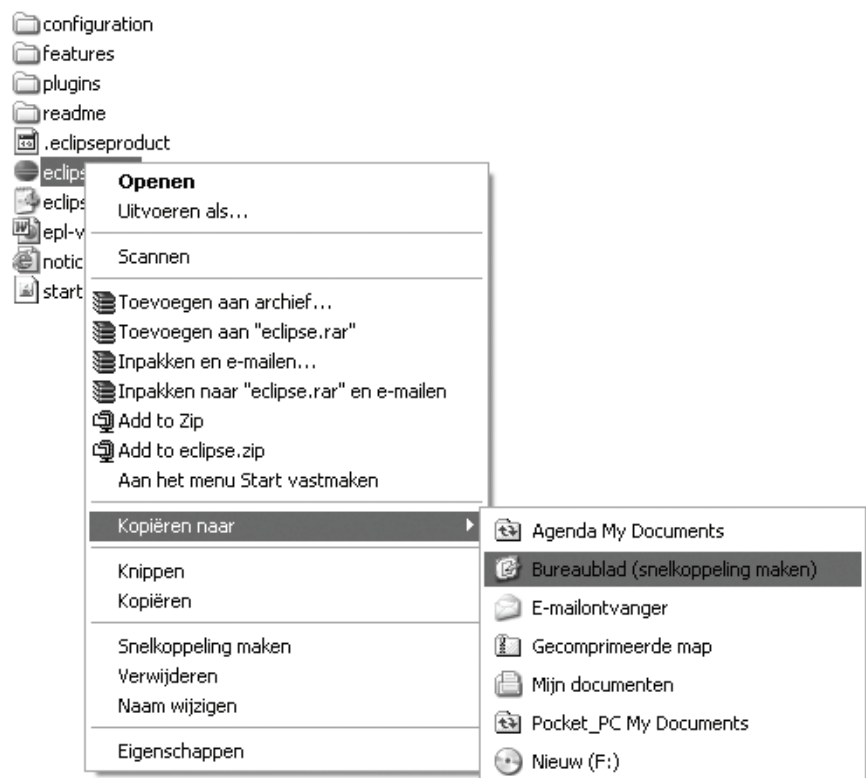 configuration
features
plugins
readme
.eclipseproduct
eclips
eclips
epl-v
notic
start
Openen
Uitvoeren als...
Scannen
Toevoegen aan archief...
Toevoegen aan "eclipse.rar"
Inpakken en e-mailen...
Inpakken naar "eclipse.rar" en e-mailen
Add to Zip
Add to eclipse.zip
Aan het menu Start vastmaken
Kopiëren naar
Knippen
Kopiëren
Snelkoppeling maken
Verwijderen
Naam wijzigen
Eigenschappen
Agenda My Documents
Bureaublad (snelkoppeling maken)
E-mailontvanger
Gecomprimeerde map
Mijn documenten
Pocket_PC My Documents
Nieuw (F:)